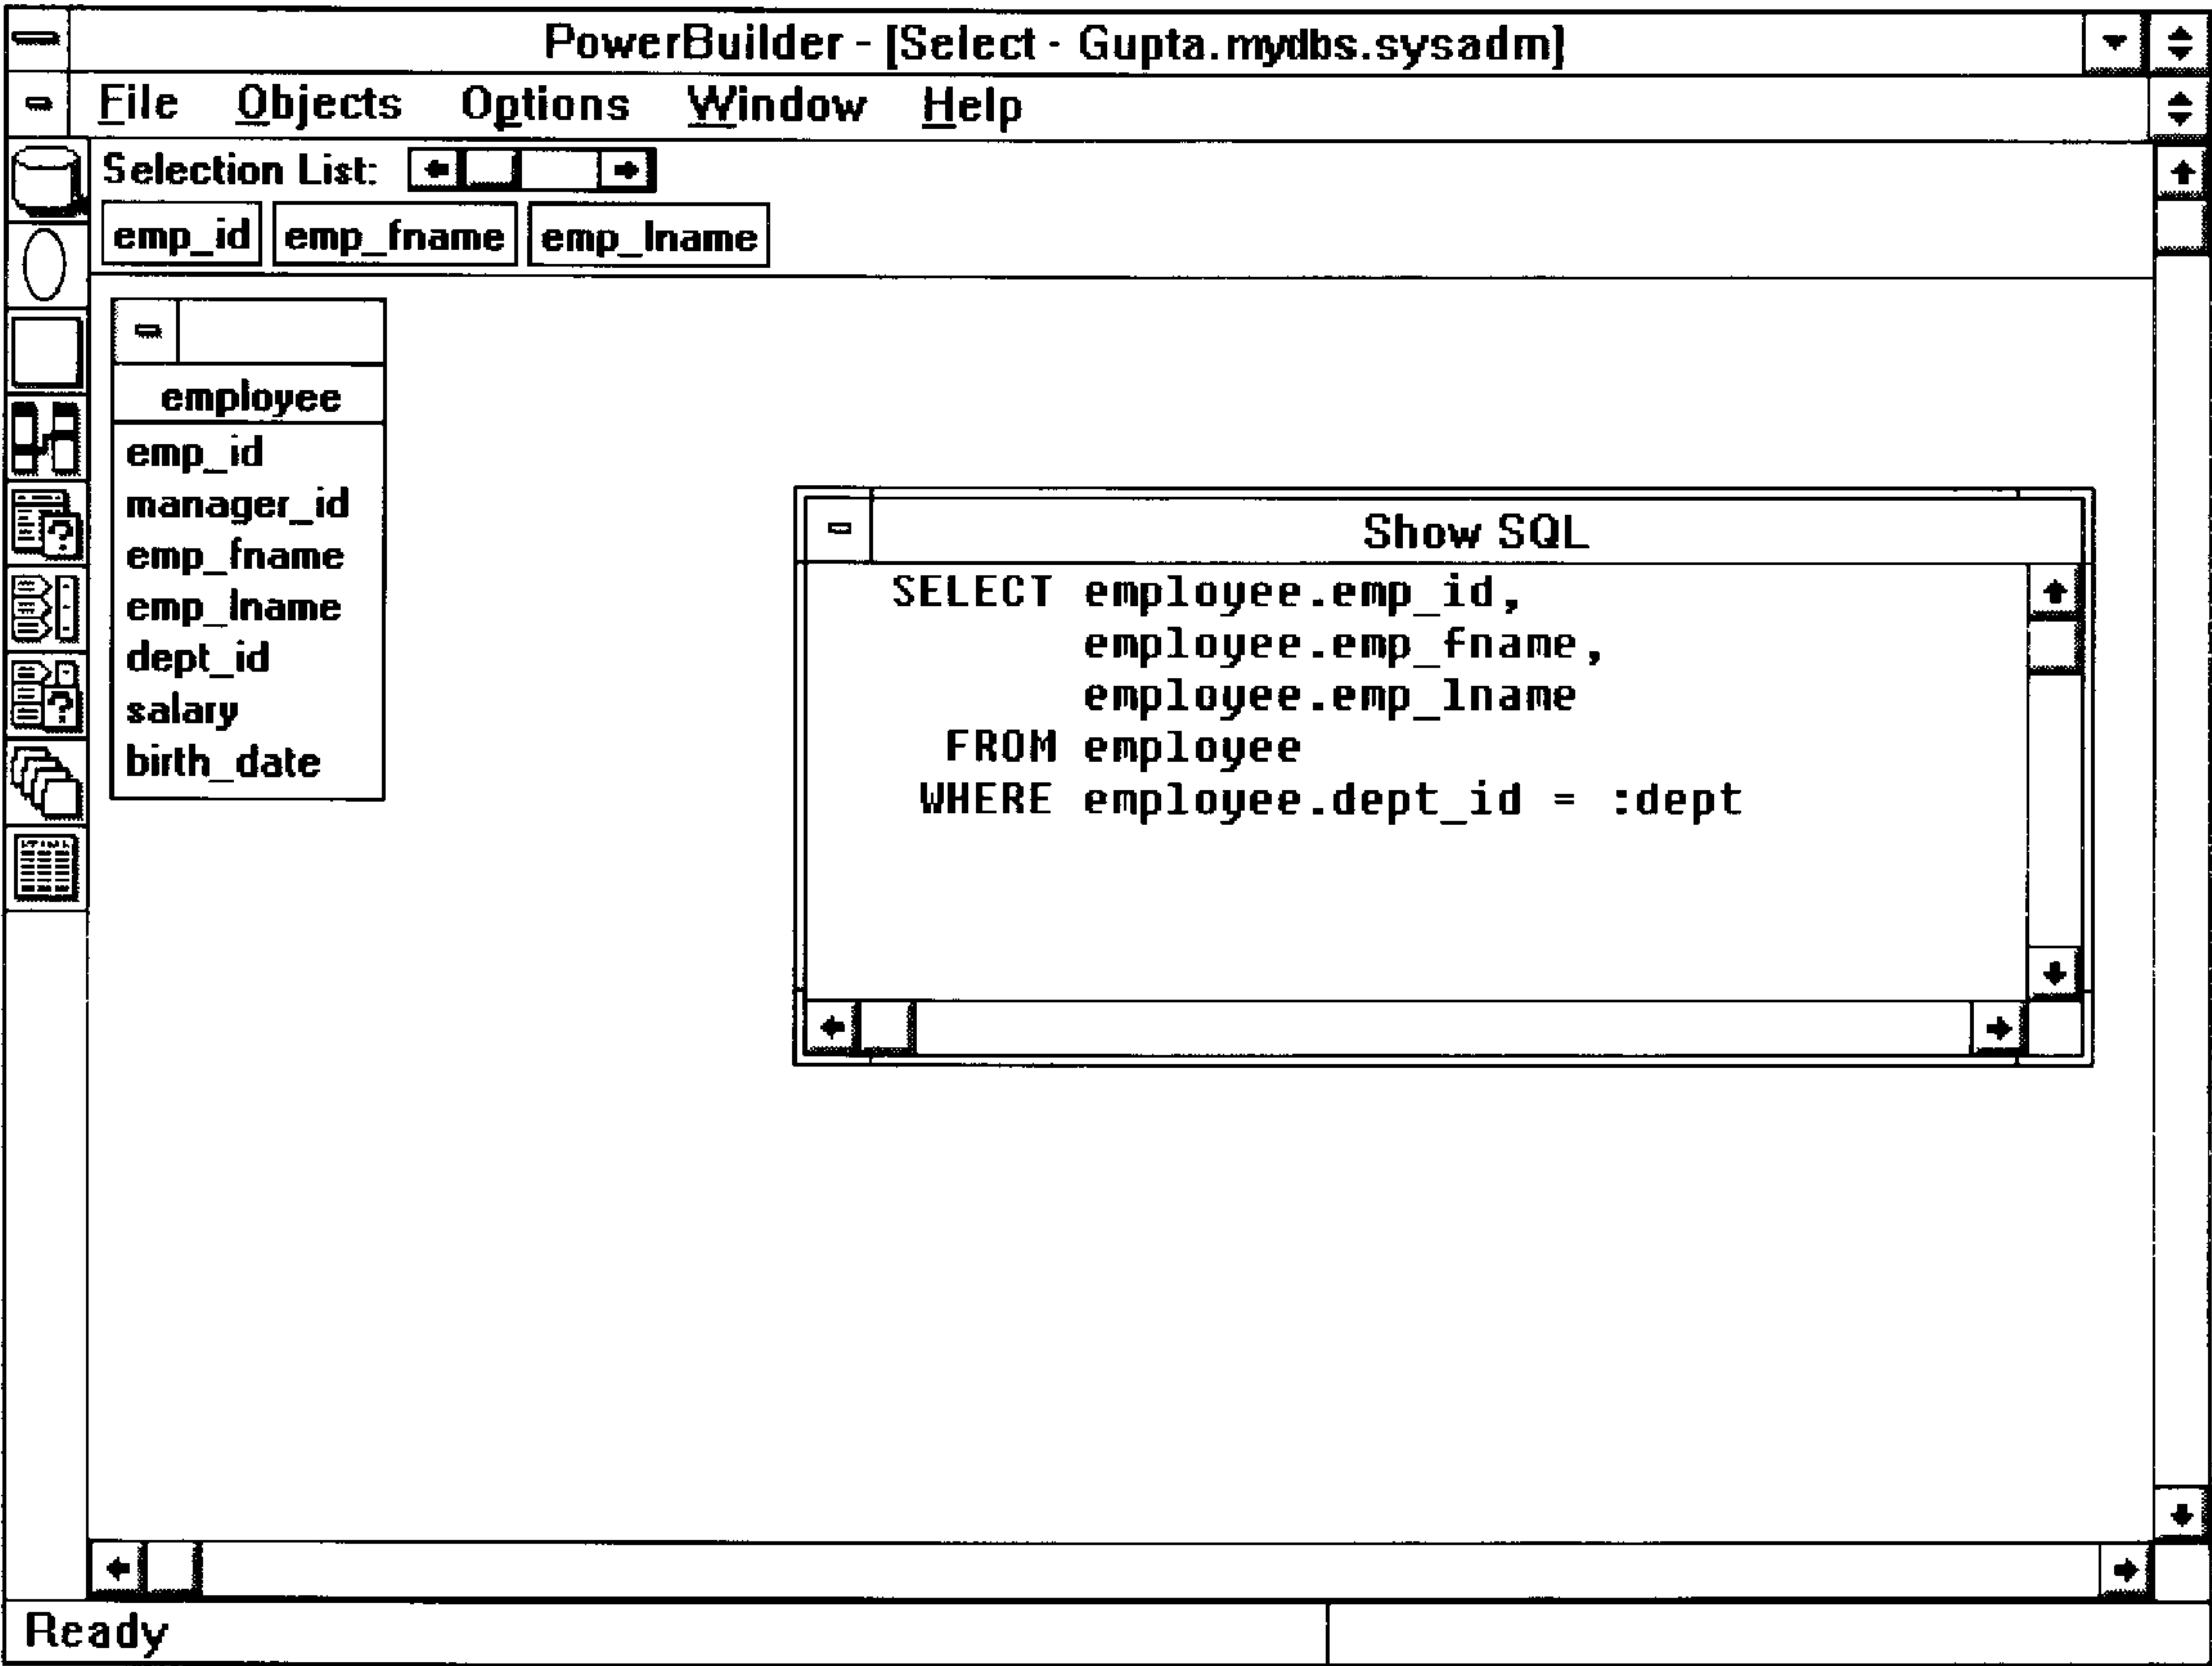 PowerBuilder - [Select - Gupta.mydbs.sysadm]
File Objects Options Window Help
Selection List:
emp_id emp_fname emp_lname
employee
emp_id
manager_id
emp_fname
emp_lname
dept_id
salary
birth_date
Show SQL
SELECT employee.emp_id,
employee.emp_fname,
employee.emp_lname
FROM employee
WHERE employee.dept_id = :dept
Ready